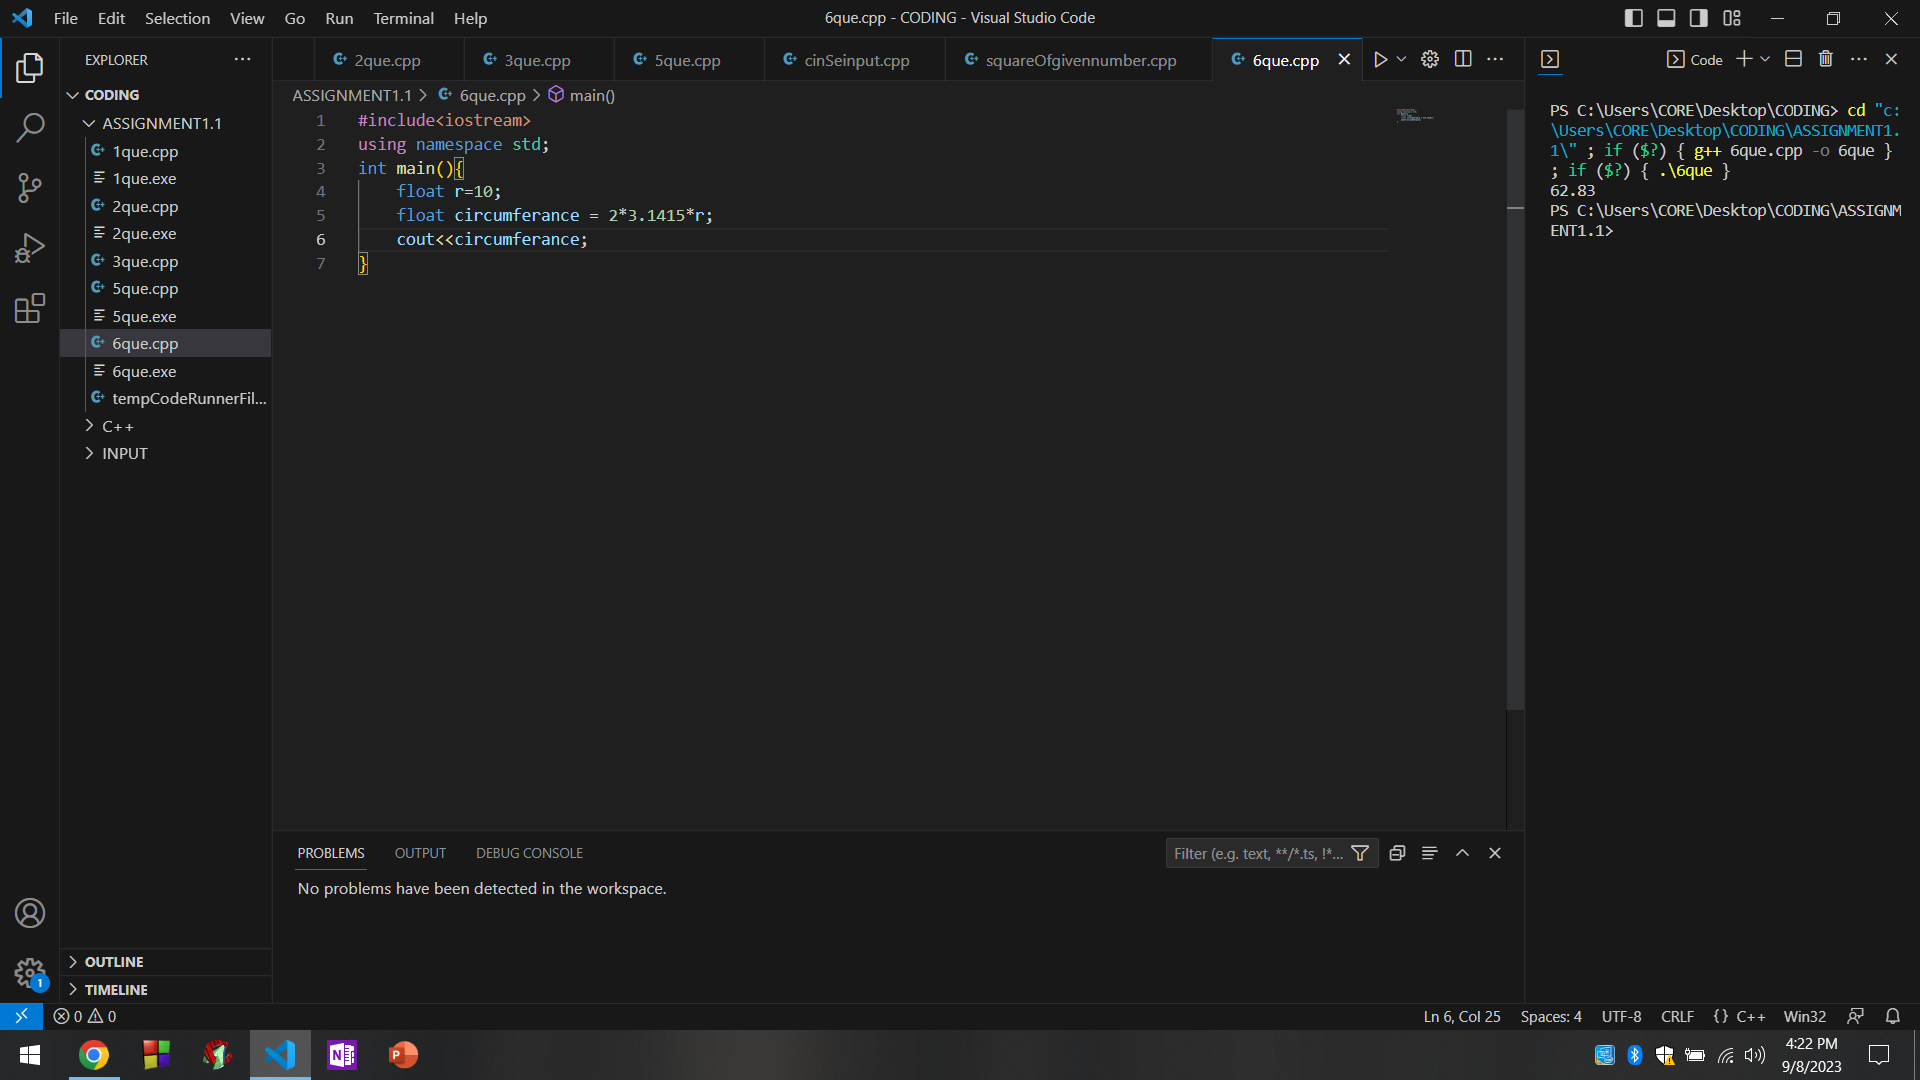 File Edit Selection View Go Run Terminal Help
6que.cpp - CODING - Visual Studio Code
EXPLORER
CODING
ASSIGNMENT1.1
1que.cpp
1que.exe
2que.cpp
2que.exe
3que.cpp
5que.cpp
5que.exe
6que.cpp
6que.exe
tempCodeRunnerFil...
C++
INPUT
OUTLINE
TIMELINE
2que.cpp 3que.cpp 5que.cpp cinSeinput.cpp squareOfgivennumber.cpp 6que.cpp
ASSIGNMENT1.1 > 6que.cpp > main()
1 #include<iostream>
2 using namespace std;
3 int main(){
4 float r=10;
5 float circumferance = 2*3.1415*r;
6 cout<<circumferance;
7 }
PROBLEMS OUTPUT DEBUG CONSOLE
Filter (e.g. text, **/*.ts, !*...
No problems have been detected in the workspace.
Code
PS C:\Users\CORE\Desktop\CODING> cd "c:
\Users\CORE\Desktop\CODING\ASSIGNMENT1.
1\" ; if ($?) { g++ 6que.cpp -o 6que }
; if ($?) { .\6que }
62.83
PS C:\Users\CORE\Desktop\CODING\ASSIGNM
ENT1.1>
1
0 0
Ln 6, Col 25 Spaces: 4 UTF-8 CRLF {} C++ Win32
4:22 PM
9/8/2023